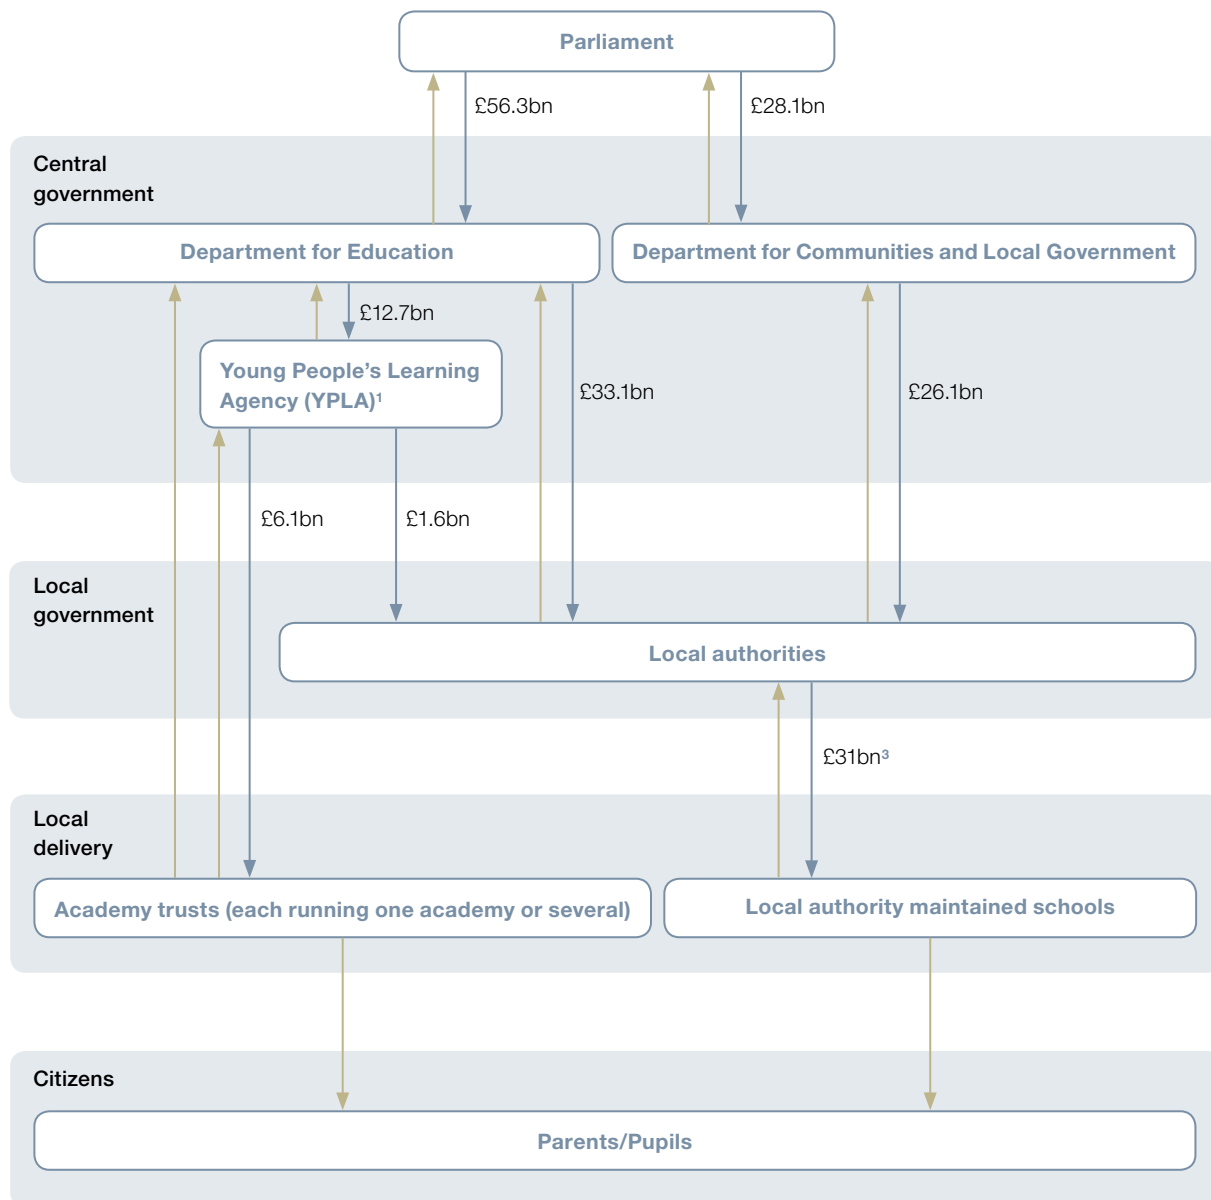 Parliament
£56.3bn
£28.1bn
Central
government
Department for Education
Department for Communities and Local Government
£12.7bn
Young People’s Learning
Agency (YPLA)¹
£33.1bn
£26.1bn
£6.1bn
£1.6bn
Local
government
Local authorities
£31bn³
Local
delivery
Academy trusts (each running one academy or several)
Local authority maintained schools
Citizens
Parents/Pupils